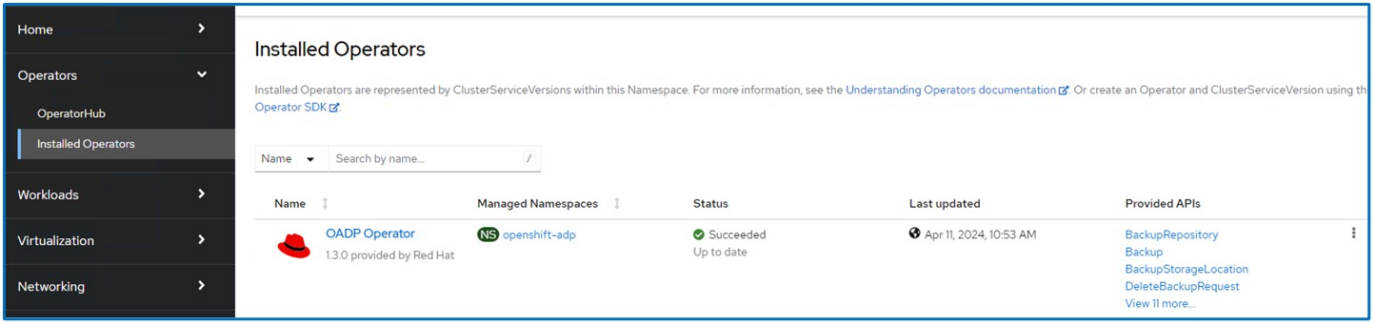 Home
Operators
OperatorHub
Installed Operators
Workloads
Virtualization
Networking
Installed Operators
Installed Operators are represented by ClusterServiceVersions within this Namespace. For more information, see the Understanding Operators documentation. Or create an Operator and ClusterServiceVersion using th
Operator SDK.
Name Search by name... /
Name Managed Namespaces Status Last updated Provided APIs
OADP Operator NS openshift-adp Succeeded Apr 11, 2024, 10:53 AM BackupRepository
1.3.0 provided by Red Hat Up to date Backup
BackupStorageLocation
DeleteBackupRequest
View 11 more...